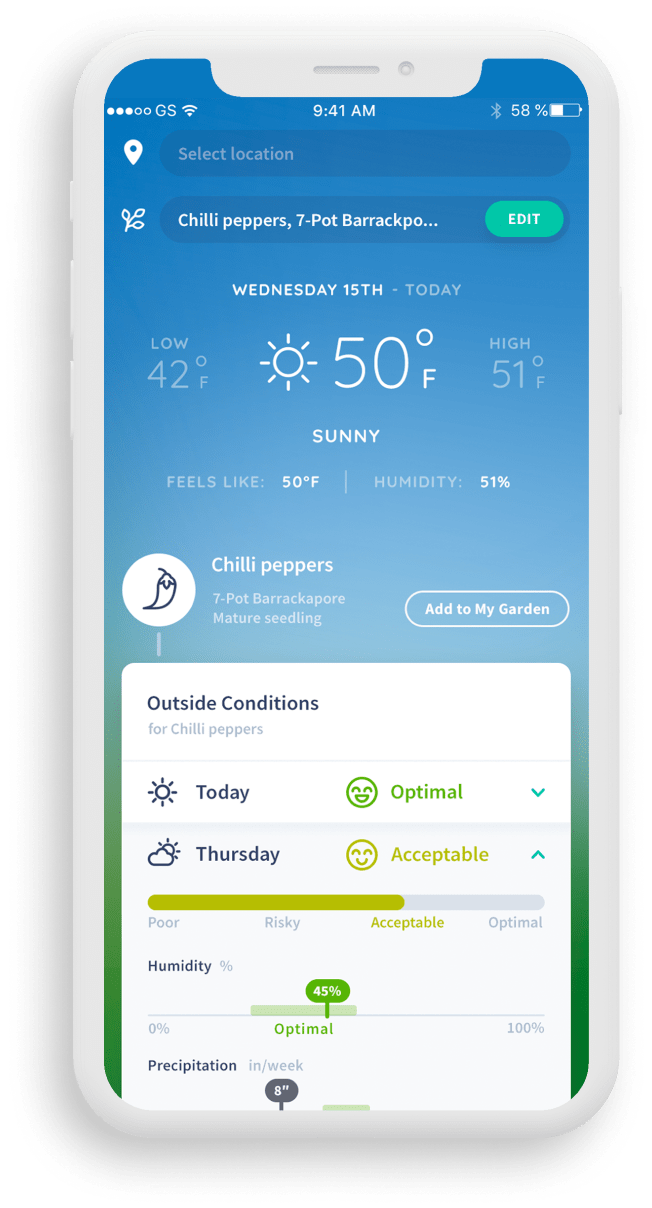 GS 9:41 AM 58 %
Select location
Chilli peppers, 7-Pot Barrackpo... EDIT
WEDNESDAY 15TH - TODAY
LOW 42°F
50°F
HIGH 51°F
SUNNY
FEELS LIKE: 50°F | HUMIDITY: 51%
Chilli peppers
7-Pot Barrackapore
Mature seedling
Add to My Garden
Outside Conditions
for Chilli peppers
Today Optimal
Thursday Acceptable
Poor Risky Acceptable Optimal
Humidity %
45%
0% Optimal 100%
Precipitation in/week
8"